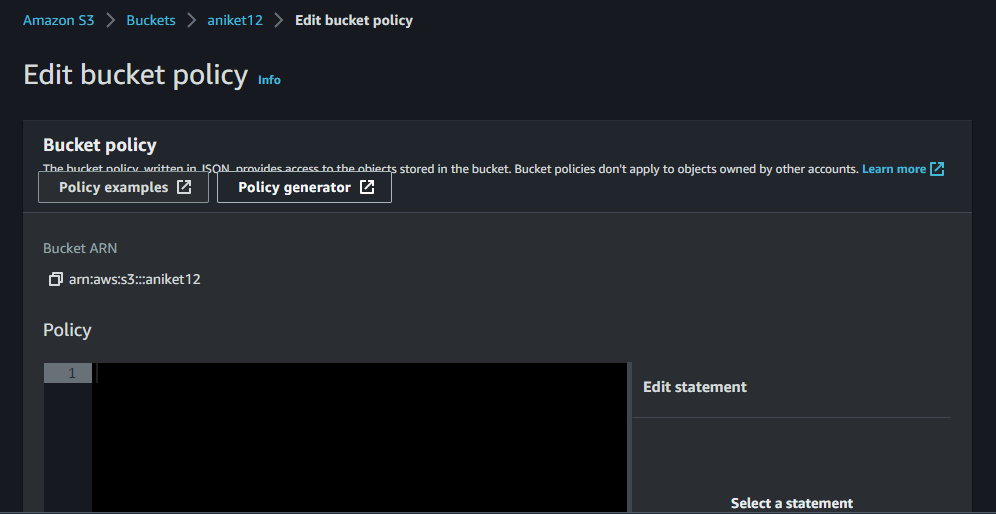 Amazon S3 > Buckets > aniket12 > Edit bucket policy
Edit bucket policy Info
Bucket policy
The bucket policy, written in JSON, provides access to the objects stored in the bucket. Bucket policies don't apply to objects owned by other accounts. Learn more
Policy examples Policy generator
Bucket ARN
arn:aws:s3:::aniket12
Policy
1
Edit statement
Select a statement